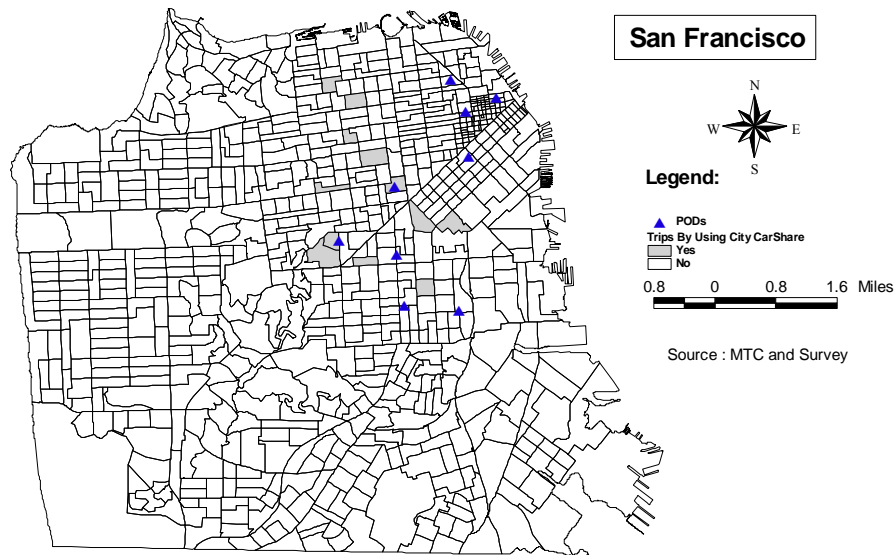 San Francisco
N
W E
S
Legend:
PODs
Trips By Using City CarShare
Yes
No
0.8 0 0.8 1.6 Miles
Source : MTC and Survey